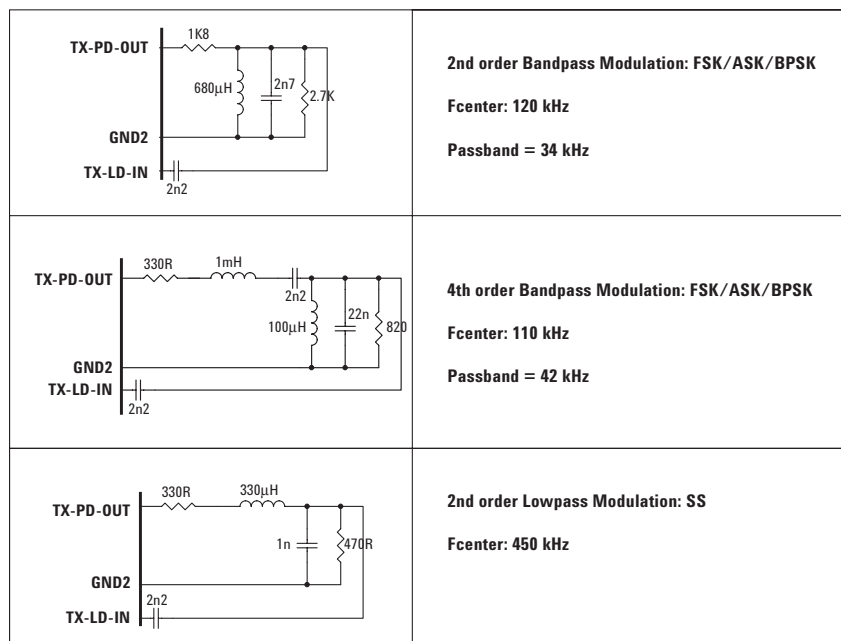 1K8
TX-PD-OUT
680µH
2n7
2.7K
GND2
TX-LD-IN
2n2
2nd order Bandpass Modulation: FSK/ASK/BPSK
Fcenter: 120 kHz
Passband = 34 kHz
330R
1mH
TX-PD-OUT
2n2
100µH
22n
820
GND2
TX-LD-IN
2n2
4th order Bandpass Modulation: FSK/ASK/BPSK
Fcenter: 110 kHz
Passband = 42 kHz
330R
330µH
TX-PD-OUT
1n
470R
GND2
2n2
TX-LD-IN
2nd order Lowpass Modulation: SS
Fcenter: 450 kHz